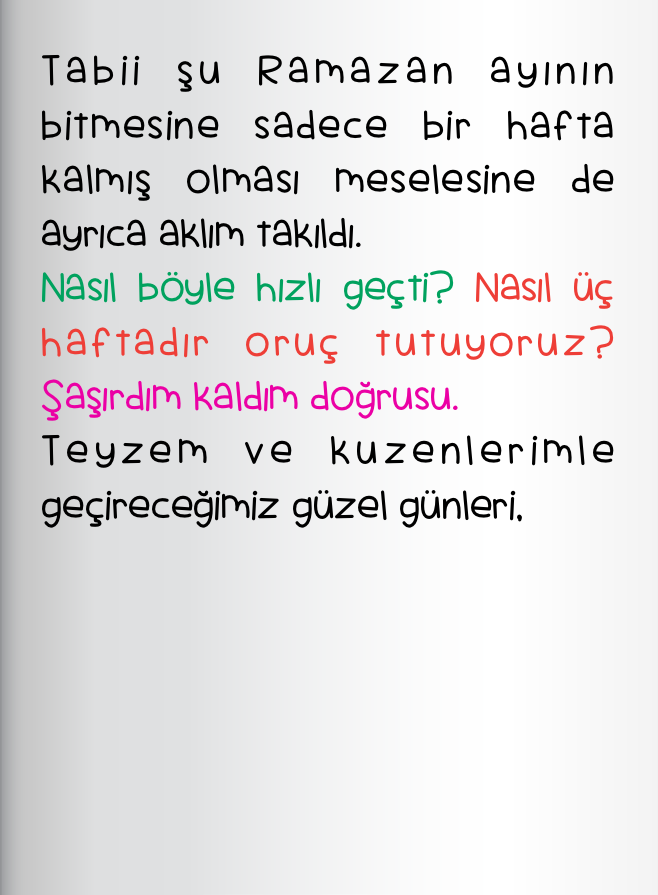 Tabii şu Ramazan ayının
bitmesine sadece bir hafta
kalmış olması meselesine de
ayrıca aklım takıldı.
Nasıl böyle hızlı geçti? Nasıl üç
haftadır oruç tutuyoruz?
Şaşırdım kaldım doğrusu.
Teyzem ve kuzenlerimle
geçireceğimiz güzel günleri,